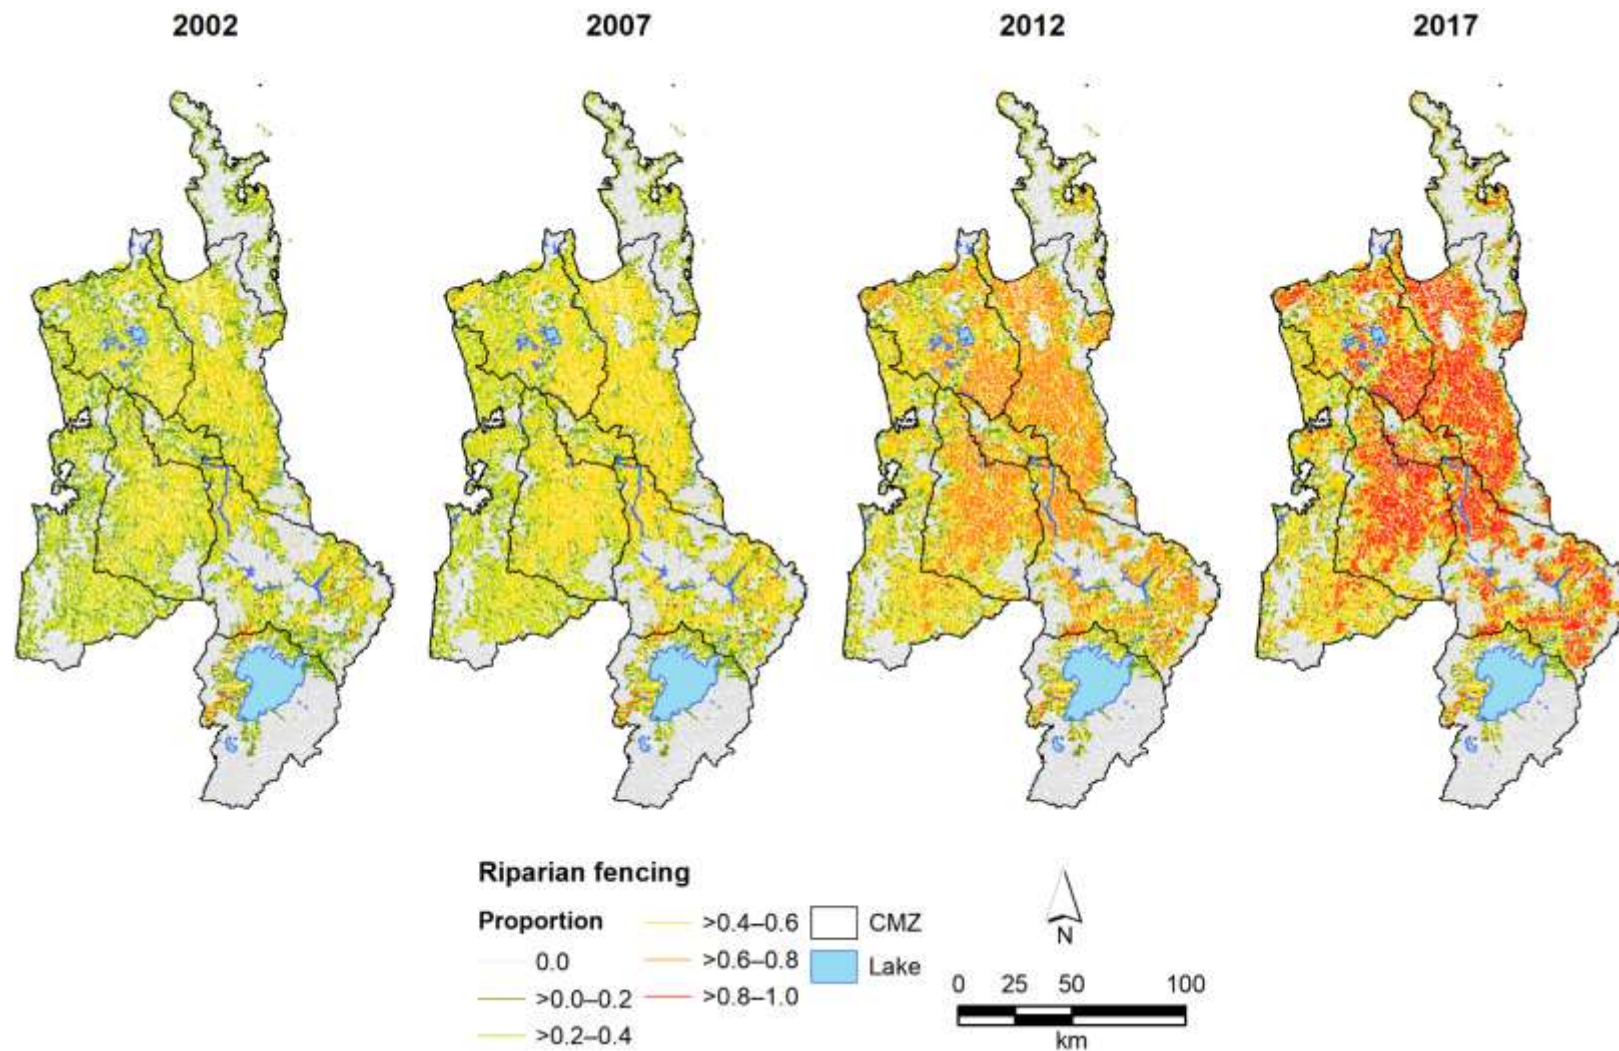 2002 2007 2012 2017
Riparian fencing
Proportion
0.0
>0.0–0.2
>0.2–0.4
>0.4–0.6
>0.6–0.8
>0.8–1.0
CMZ
Lake
N
0 25 50 100
km